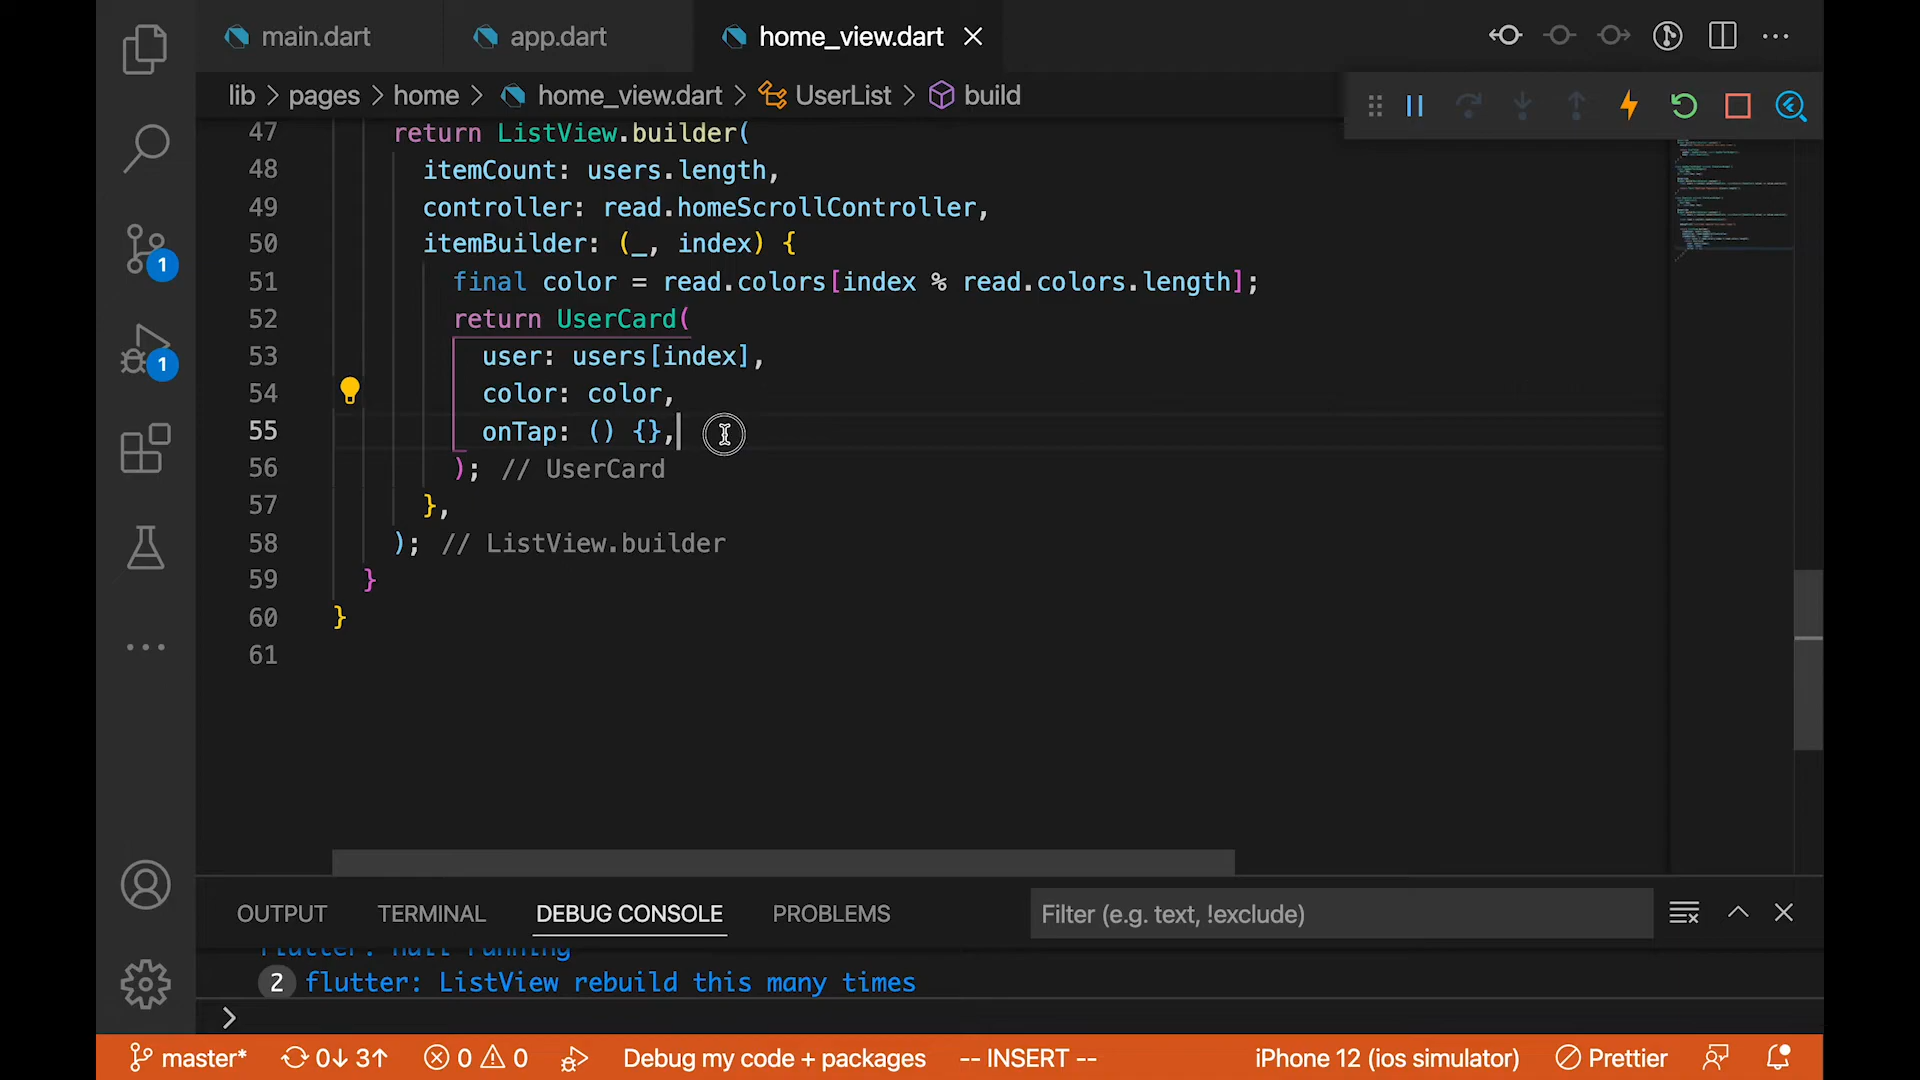 main.dart app.dart home_view.dart
lib > pages > home > home_view.dart > UserList > build
47 return ListView.builder(
48 itemCount: users.length,
49 controller: read.homeScrollController,
50 itemBuilder: (_, index) {
51 final color = read.colors[index % read.colors.length];
52 return UserCard(
53 user: users[index],
54 color: color,
55 onTap: () {},
56 ); // UserCard
57 },
58 ); // ListView.builder
59 }
60 }
61
1
1
OUTPUT TERMINAL DEBUG CONSOLE PROBLEMS Filter (e.g. text, !exclude)
flutter: null running
2 flutter: ListView rebuild this many times
>
master* 0↓ 3↑ 0 0 Debug my code + packages -- INSERT -- iPhone 12 (ios simulator) Prettier